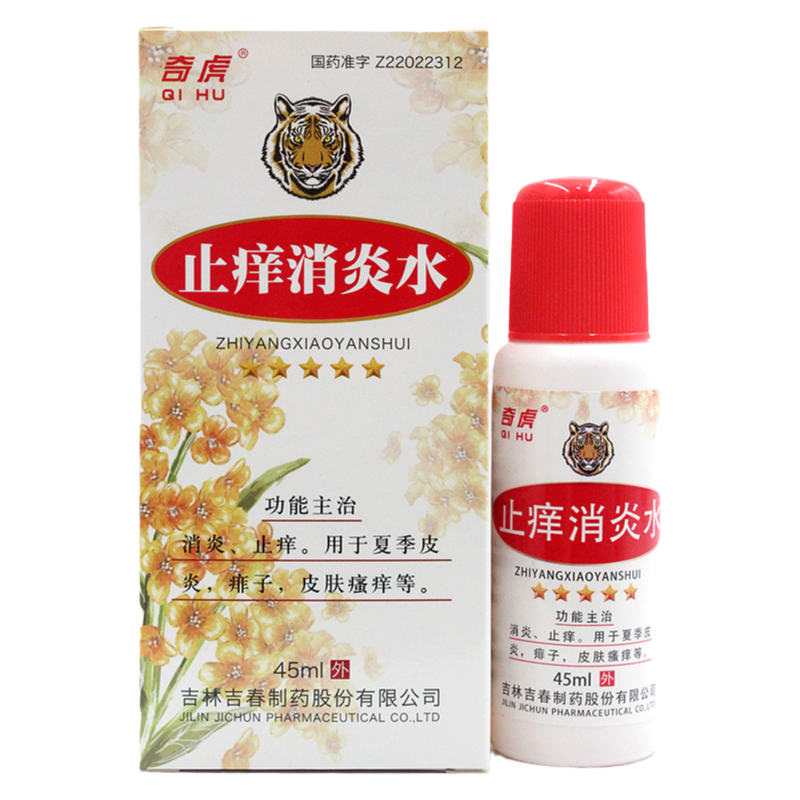 奇虎®
QI HU
国药准字 Z22022312
止痒消炎水
ZHIYANGXIAOYANSHUI
功能主治
消炎、止痒。用于夏季皮
炎，痱子，皮肤瘙痒等。
45ml 外
吉林吉春制药股份有限公司
JILIN JICHUN PHARMACEUTICAL CO.,LTD
奇虎®
QI HU
止痒消炎水
ZHIYANGXIAOYANSHUI
功能主治
消炎、止痒。用于夏季皮
炎，痱子，皮肤瘙痒等。
45ml 外
吉林吉春制药股份有限公司
JILIN JICHUN PHARMACEUTICAL CO.,LTD